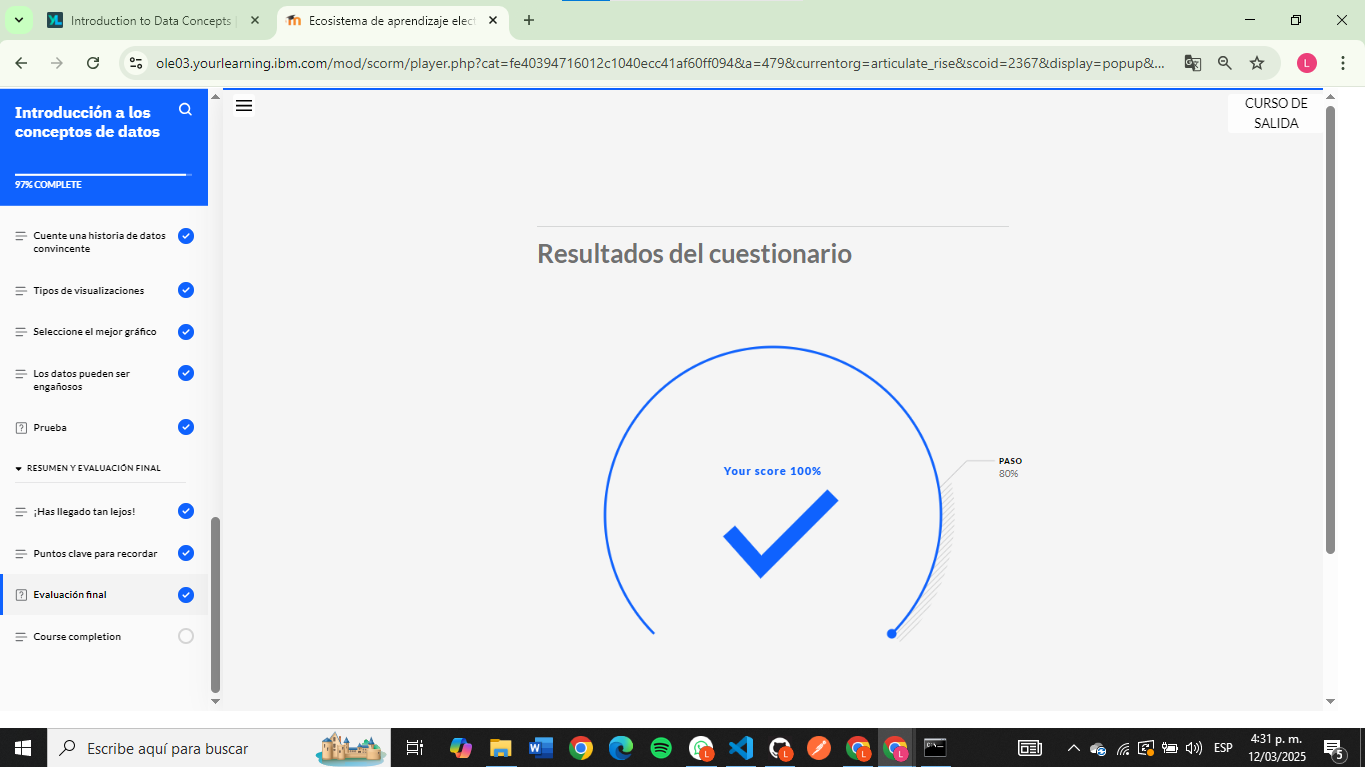 Introduction to Data Concepts |
Ecosistema de aprendizaje elect
ole03.yourlearning.ibm.com/mod/scorm/player.php?cat=fe40394716012c1040ecc41af60ff094&a=479&currentorg=articulate_rise&scoid=2367&display=popup&...
L
Introducción a los
conceptos de datos
97% COMPLETE
Cuente una historia de datos
convincente
Tipos de visualizaciones
Seleccione el mejor gráfico
Los datos pueden ser
engañosos
Prueba
RESUMEN Y EVALUACIÓN FINAL
¡Has llegado tan lejos!
Puntos clave para recordar
Evaluación final
Course completion
CURSO DE
SALIDA
Resultados del cuestionario
Your score 100%
PASO
80%
Escribe aquí para buscar
ESP
4:31 p. m.
12/03/2025
5